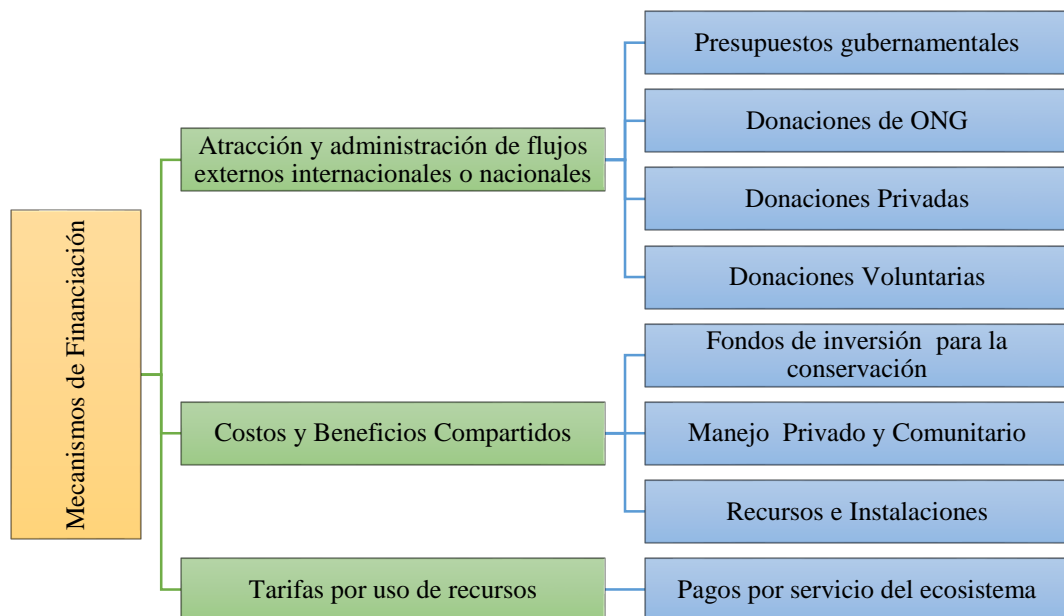 Mecanismos de Financiación
Atracción y administración de flujos
externos internacionales o nacionales
Presupuestos gubernamentales
Donaciones de ONG
Donaciones Privadas
Donaciones Voluntarias
Costos y Beneficios Compartidos
Fondos de inversión para la
conservación
Manejo Privado y Comunitario
Recursos e Instalaciones
Tarifas por uso de recursos
Pagos por servicio del ecosistema